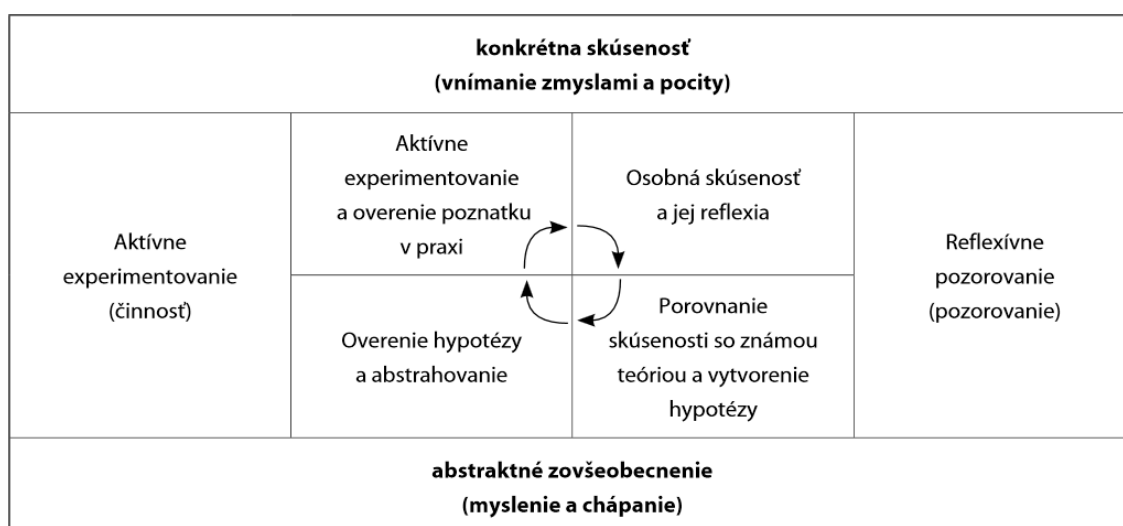 konkrétna skúsenosť
(vnímanie zmyslami a pocity)
Aktívne
experimentovanie
(činnosť)
Aktívne
experimentovanie
a overenie poznatku
v praxi
Osobná skúsenosť
a jej reflexia
Reflexívne
pozorovanie
(pozorovanie)
Overenie hypotézy
a abstrahovanie
Porovnanie
skúsenosti so známou
teóriou a vytvorenie
hypotézy
abstraktné zovšeobecnenie
(myslenie a chápanie)